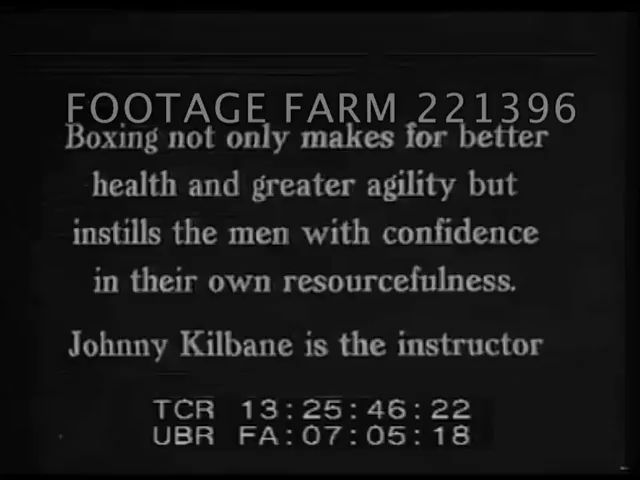 FOOTAGE FARM 221396
Boxing not only makes for better
health and greater agility but
instills the men with confidence
in their own resourcefulness.
Johnny Kilbane is the instructor
TCR 13:25:46:22
UBR FA:07:05:18